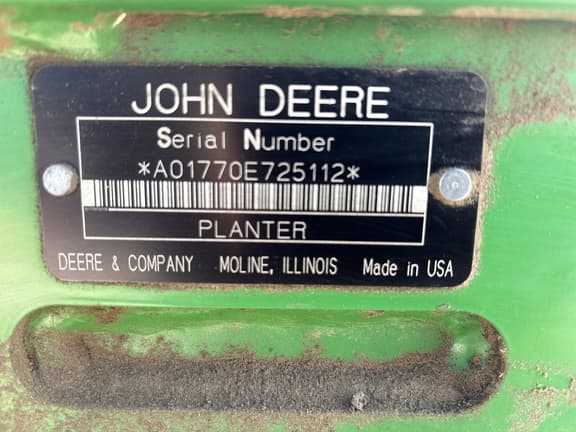 JOHN DEERE
Serial Number
*A01770E725112*
PLANTER
DEERE & COMPANY MOLINE, ILLINOIS Made in USA